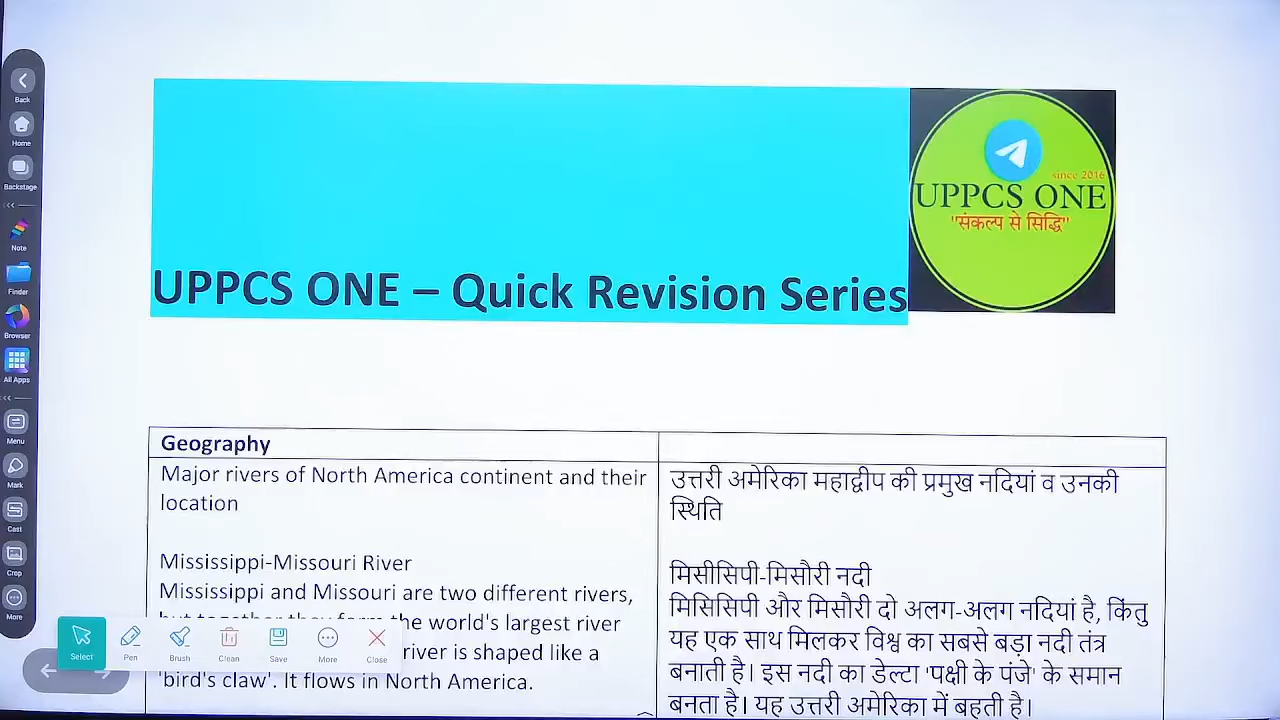 Back
Home
Backstage
Note
Finder
Browser
All Apps
Menu
Mark
Cast
Crop
More
UPPCS ONE – Quick Revision Series
since 2016
UPPCS ONE
"संकल्प से सिद्धि"
Geography
Major rivers of North America continent and their
location
Mississippi-Missouri River
Mississippi and Missouri are two different rivers,
the world's largest river
river is shaped like a
'bird's claw'. It flows in North America.
उत्तरी अमेरिका महाद्वीप की प्रमुख नदियां व उनकी
स्थिति
मिसीसिपी-मिसौरी नदी
मिसिसिपी और मिसौरी दो अलग-अलग नदियां है, किंतु
यह एक साथ मिलकर विश्व का सबसे बड़ा नदी तंत्र
बनाती है। इस नदी का डेल्टा 'पक्षी के पंजे' के समान
बनता है। यह उत्तरी अमेरिका में बहती है।
Select
Pen
Brush
Clean
Save
More
Close